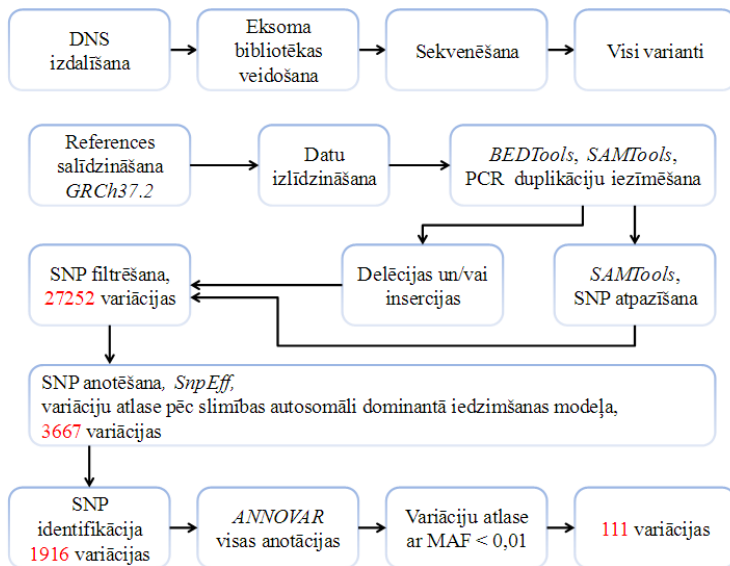 DNS
izdalīšana
Eksoma
bibliotēkas
veidošana
Sekvenēšana
Visi varianti
References
salīdzināšana
GRCh37.2
Datu
izlīdzināšana
BEDTools, SAMTools,
PCR duplikāciju iezīmēšana
SNP filtrēšana,
27252 variācijas
Delēcijas un/vai
insercijas
SAMTools,
SNP atpazīšana
SNP anotēšana, SnpEff,
variāciju atlase pēc slimības autosomāli dominantā iedzimšanas modeļa,
3667 variācijas
SNP
identifikācija
1916 variācijas
ANNOVAR
visas anotācijas
Variāciju atlase
ar MAF < 0,01
111 variācijas